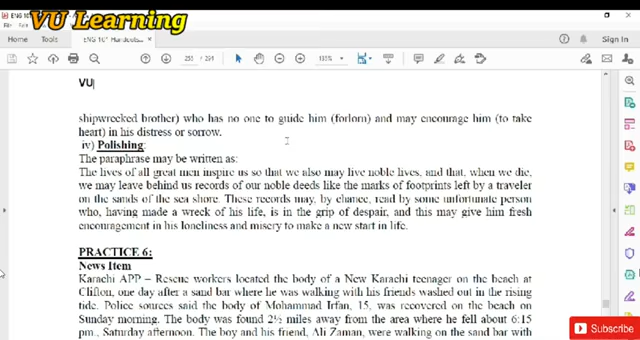 VU Learning
File
Home
Tools
ENG 101 Handouts...
Sign In
255 / 291
135%
VU
shipwrecked brother) who has no one to guide him (forlorn) and may encourage him (to take
heart) in his distress or sorrow.
iv) Polishing:
The paraphrase may be written as:
The lives of all great men inspire us so that we also may live noble lives, and that, when we die,
we may leave behind us records of our noble deeds like the marks of footprints left by a traveler
on the sands of the sea shore. These records may, by chance, read by some unfortunate person
who, having made a wreck of his life, is in the grip of despair, and this may give him fresh
encouragement in his loneliness and misery to make a new start in life.
PRACTICE 6:
News Item
Karachi APP – Rescue workers located the body of a New Karachi teenager on the beach at
Clifton, one day after a sand bar where he was walking with his friends washed out in the rising
tide. Police sources said the body of Mohammad Irfan, 15, was recovered on the beach on
Sunday morning. The body was found 2½ miles away from the area where he fell about 6:15
pm., Saturday afternoon. The boy and his friend, Ali Zaman, were walking on the sand bar with
Subscribe